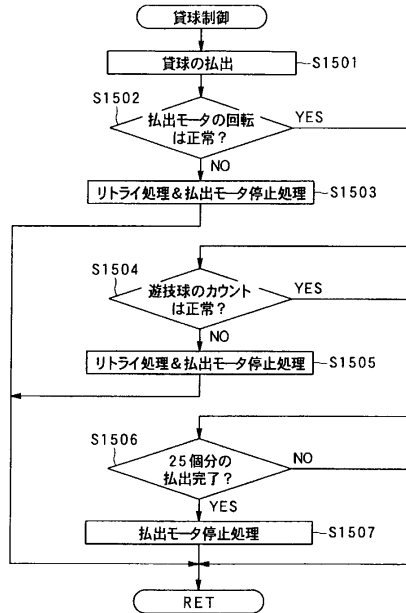 貸球制御
貸球の払出
S1501
S1502
払出モータの回転
は正常？
YES
NO
リトライ処理&払出モータ停止処理
S1503
S1504
遊技球のカウント
は正常？
YES
NO
リトライ処理&払出モータ停止処理
S1505
S1506
25個分の
払出完了？
NO
YES
払出モータ停止処理
S1507
RET